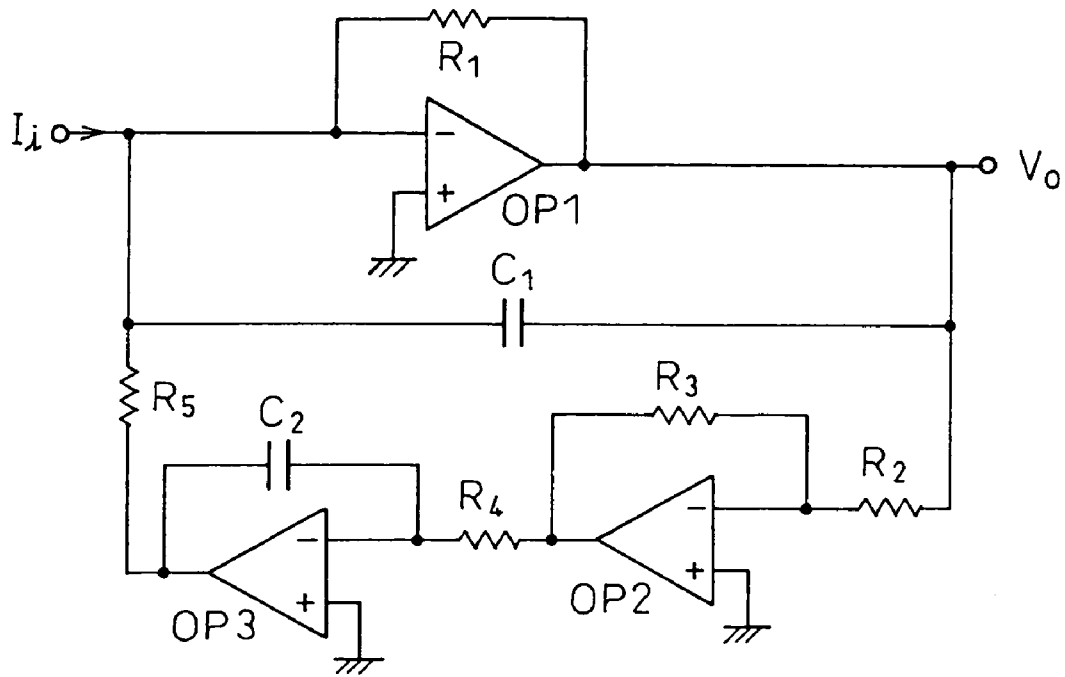 R₁
Iᵢ
−
+
OP1
Vₒ
C₁
R₅
C₂
R₃
R₂
R₄
−
+
OP2
−
+
OP3